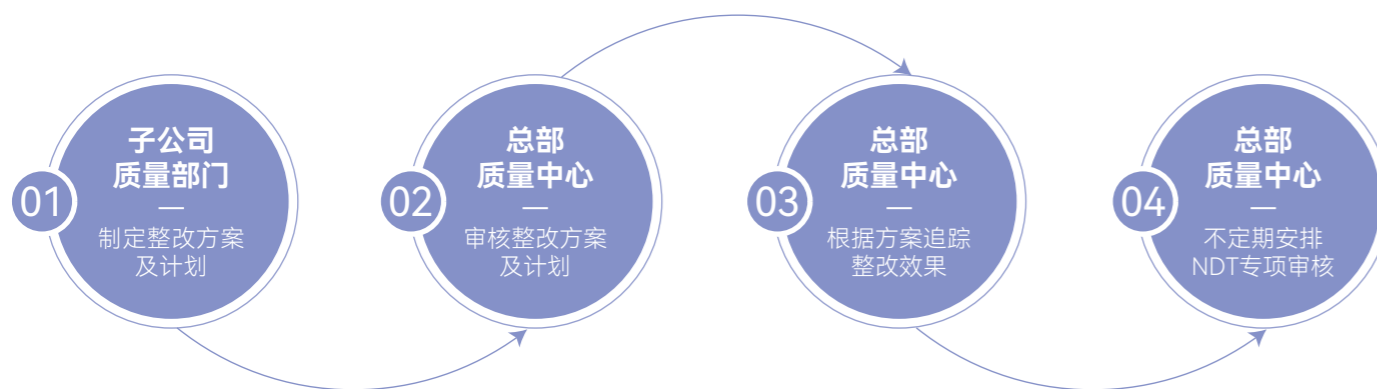 01
子公司
质量部门
制定整改方案
及计划
02
总部
质量中心
审核整改方案
及计划
03
总部
质量中心
根据方案追踪
整改效果
04
总部
质量中心
不定期安排
NDT专项审核